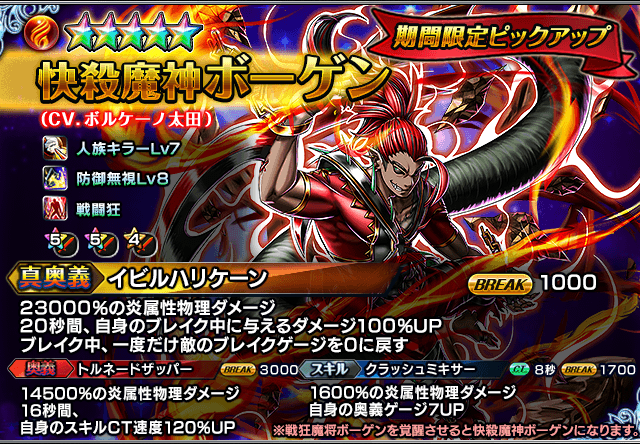 期間限定ピックアップ
快殺魔神ボーゲン
(CV.ボルケーノ太田)
人族キラーLv7
防御無視Lv8
戦闘狂
5 5 4
真奥義 イビルハリケーン BREAK 1000
23000%の炎属性物理ダメージ
20秒間、自身のブレイク中に与えるダメージ100%UP
ブレイク中、一度だけ敵のブレイクゲージを0に戻す
奥義 トルネードザッパー BREAK 3000
14500%の炎属性物理ダメージ
16秒間、
自身のスキルCT速度120%UP
スキル クラッシュミキサー CT 8秒 BREAK 1700
1600%の炎属性物理ダメージ
自身の奥義ゲージ7UP
※戦狂魔将ボーゲンを覚醒させると快殺魔神ボーゲンになります。